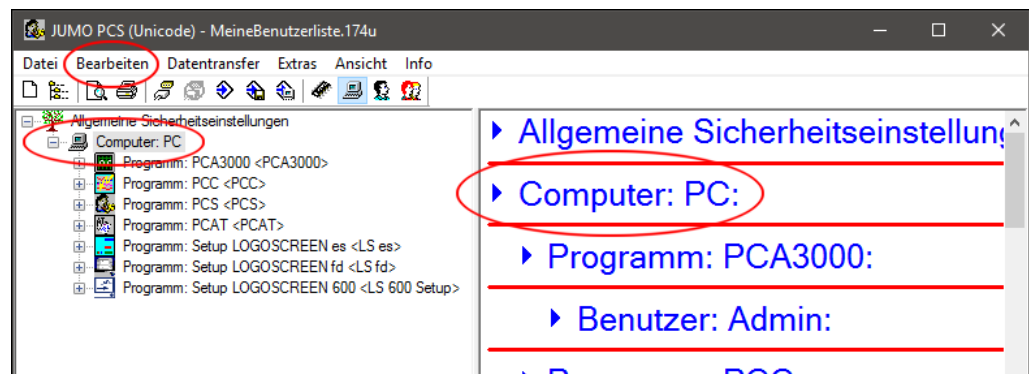 JUMO PCS (Unicode) - MeineBenutzerliste.174u
Datei Bearbeiten Datentransfer Extras Ansicht Info
Allgemeine Sicherheitseinstellungen
Computer: PC
Programm: PCA3000 <PCA3000>
Programm: PCC <PCC>
Programm: PCS <PCS>
Programm: PCAT <PCAT>
Programm: Setup LOGOSCREEN es <LS es>
Programm: Setup LOGOSCREEN fd <LS fd>
Programm: Setup LOGOSCREEN 600 <LS 600 Setup>
Allgemeine Sicherheitseinstellung
Computer: PC:
Programm: PCA3000:
Benutzer: Admin: